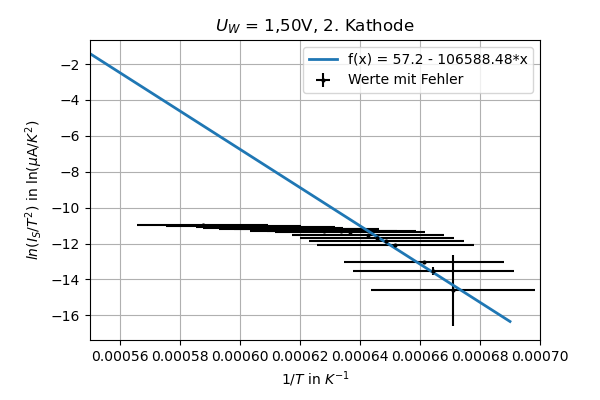 U_W = 1,50V, 2. Kathode
f(x) = 57.2 - 106588.48*x
Werte mit Fehler
ln(I_S/T²) in ln(µA/K²)
−2
−4
−6
−8
−10
−12
−14
−16
0.00056 0.00058 0.00060 0.00062 0.00064 0.00066 0.00068 0.00070
1/T in K⁻¹